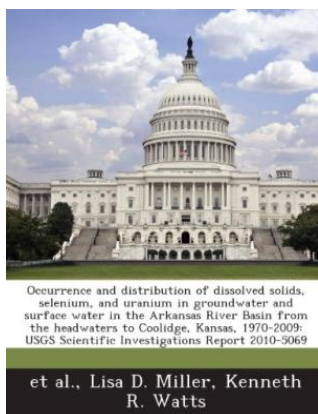 Occurrence and distribution of dissolved solids,
selenium, and uranium in groundwater and
surface water in the Arkansas River Basin from
the headwaters to Coolidge, Kansas, 1970-2009:
USGS Scientific Investigations Report 2010-5069
et al., Lisa D. Miller, Kenneth
R. Watts